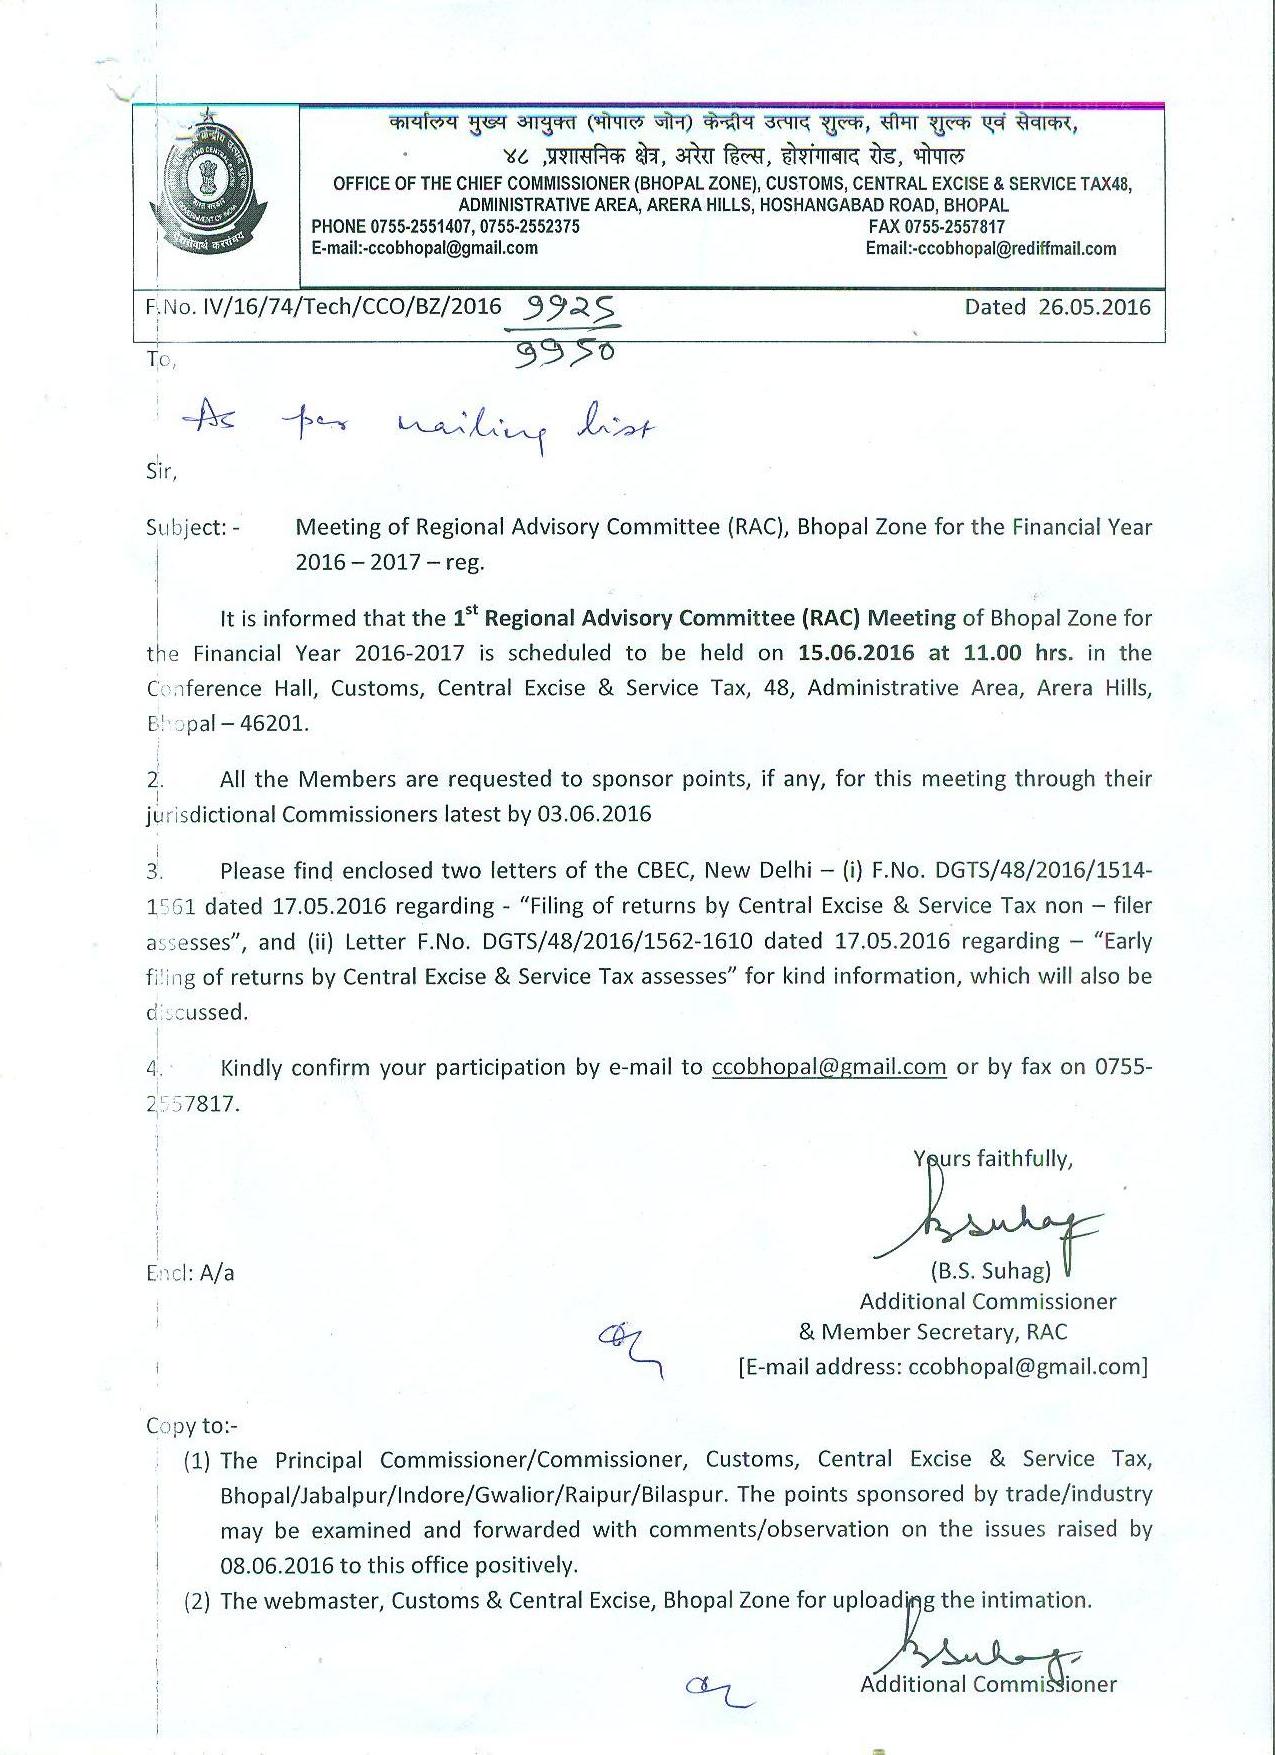 कार्यालय मुख्य आयुक्त (भोपाल जोन) केन्द्रीय उत्पाद शुल्क, सीमा शुल्क एवं सेवाकर,
४८ ,प्रशासनिक क्षेत्र, अरेरा हिल्स, होशंगाबाद रोड, भोपाल
OFFICE OF THE CHIEF COMMISSIONER (BHOPAL ZONE), CUSTOMS, CENTRAL EXCISE & SERVICE TAX48,
ADMINISTRATIVE AREA, ARERA HILLS, HOSHANGABAD ROAD, BHOPAL
PHONE 0755-2551407, 0755-2552375 FAX 0755-2557817
E-mail:-ccobhopal@gmail.com Email:-ccobhopal@rediffmail.com
F.No. IV/16/74/Tech/CCO/BZ/2016 9925 Dated 26.05.2016
9950
To,
As per mailing list
Sir,
Subject: - Meeting of Regional Advisory Committee (RAC), Bhopal Zone for the Financial Year
2016 – 2017 – reg.
It is informed that the 1st Regional Advisory Committee (RAC) Meeting of Bhopal Zone for
the Financial Year 2016-2017 is scheduled to be held on 15.06.2016 at 11.00 hrs. in the
Conference Hall, Customs, Central Excise & Service Tax, 48, Administrative Area, Arera Hills,
Bhopal – 46201.
2. All the Members are requested to sponsor points, if any, for this meeting through their
jurisdictional Commissioners latest by 03.06.2016
3. Please find enclosed two letters of the CBEC, New Delhi – (i) F.No. DGTS/48/2016/1514-
1561 dated 17.05.2016 regarding - “Filing of returns by Central Excise & Service Tax non – filer
assesses”, and (ii) Letter F.No. DGTS/48/2016/1562-1610 dated 17.05.2016 regarding – “Early
filing of returns by Central Excise & Service Tax assesses” for kind information, which will also be
discussed.
4. Kindly confirm your participation by e-mail to ccobhopal@gmail.com or by fax on 0755-
2557817.
Yours faithfully,
BSSuhag
(B.S. Suhag)
Encl: A/a
Additional Commissioner
& Member Secretary, RAC
[E-mail address: ccobhopal@gmail.com]
Copy to:-
(1) The Principal Commissioner/Commissioner, Customs, Central Excise & Service Tax,
Bhopal/Jabalpur/Indore/Gwalior/Raipur/Bilaspur. The points sponsored by trade/industry
may be examined and forwarded with comments/observation on the issues raised by
08.06.2016 to this office positively.
(2) The webmaster, Customs & Central Excise, Bhopal Zone for uploading the intimation.
BSSuhag
Additional Commissioner